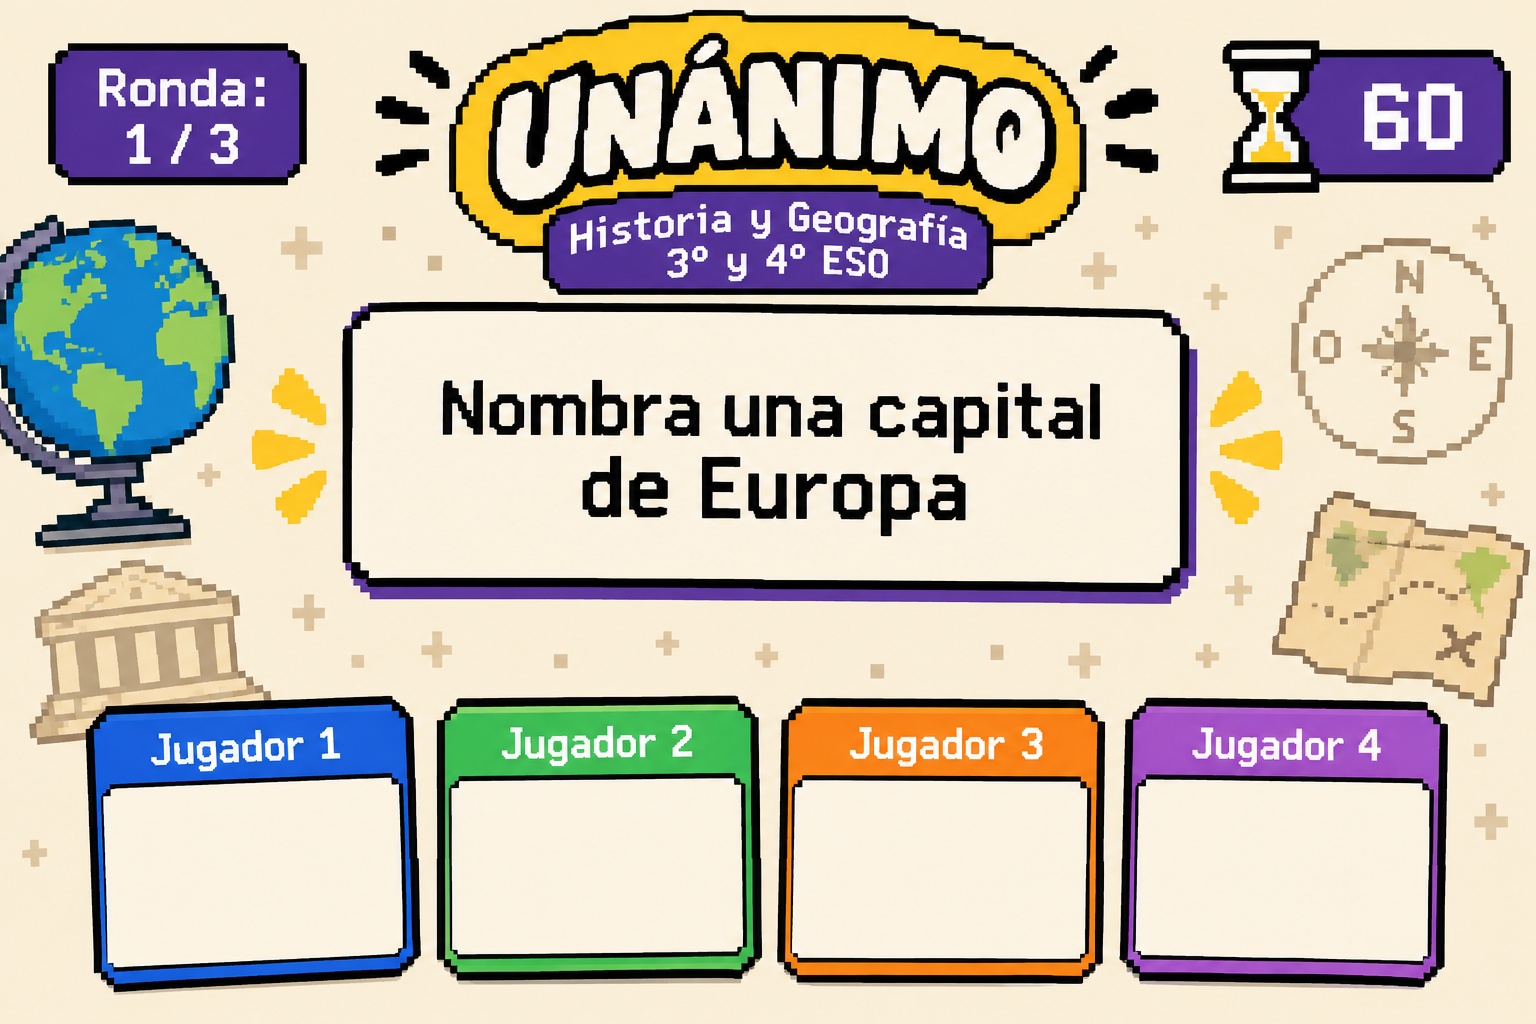 Ronda:
1 / 3
UNÁNIMO
60
Historia y Geografía
3º y 4º ESO
Nombra una capital
de Europa
N
O
E
S
Jugador 1
Jugador 2
Jugador 3
Jugador 4